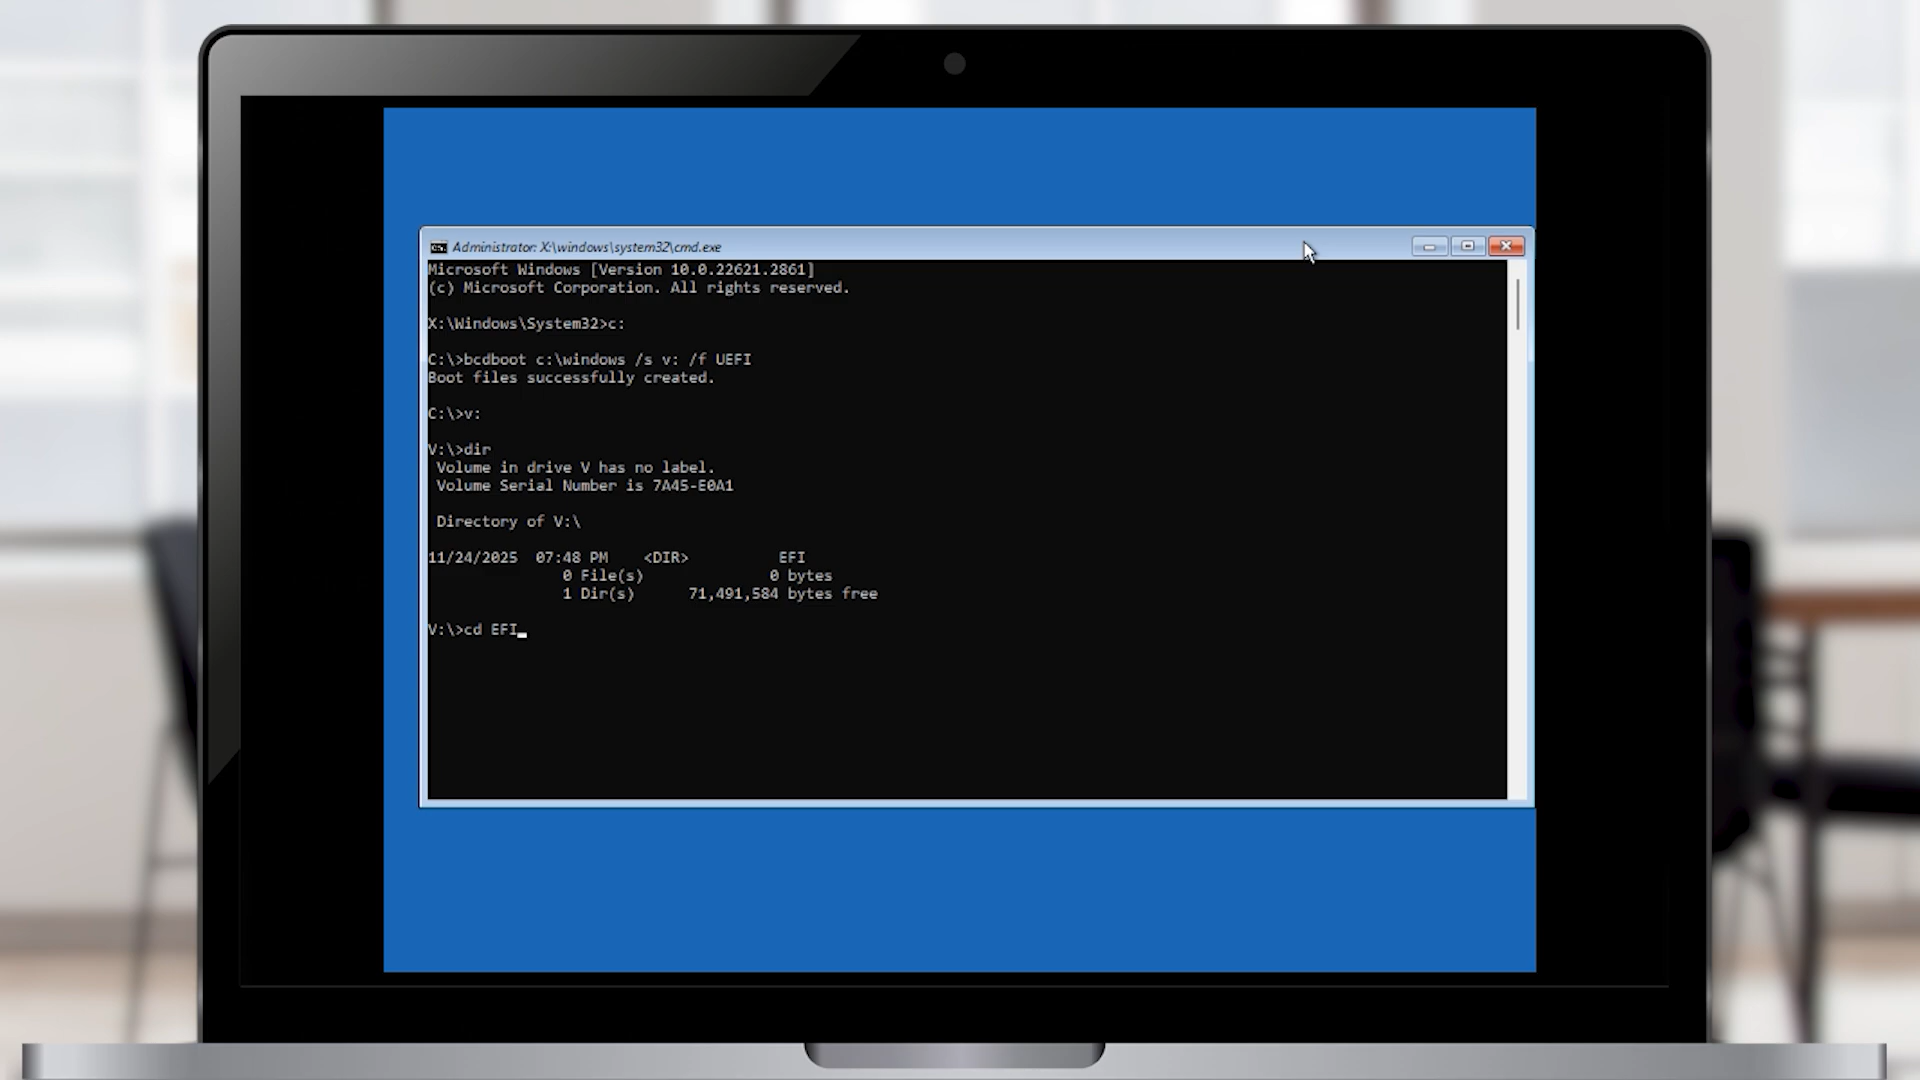 Administrator: X:\windows\system32\cmd.exe
Microsoft Windows [Version 10.0.22621.2861]
(c) Microsoft Corporation. All rights reserved.
X:\Windows\System32>c:
C:\>bcdboot c:\windows /s v: /f UEFI
Boot files successfully created.
C:\>v:
V:\>dir
Volume in drive V has no label.
Volume Serial Number is 7A45-E0A1
Directory of V:\
11/24/2025 07:48 PM <DIR> EFI
0 File(s) 0 bytes
1 Dir(s) 71,491,584 bytes free
V:\>cd EFI